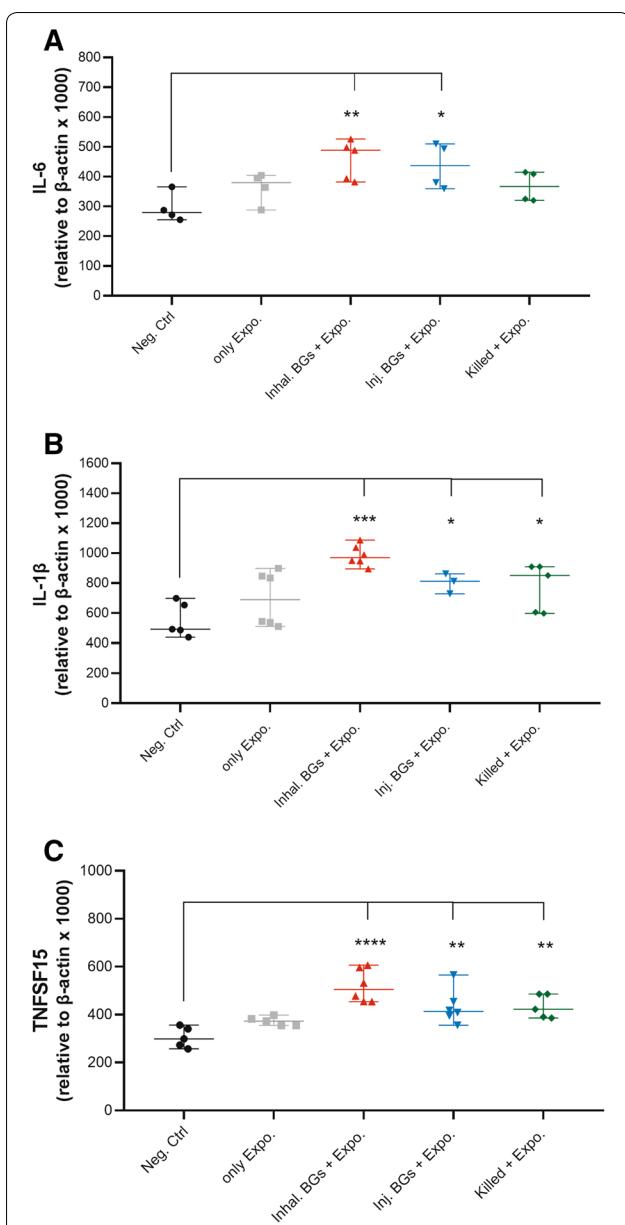 A
IL-6
(relative to β-actin x 1000)
800
700
600
500
400
300
200
100
0
** *
Neg. Ctrl
only Expo.
Inhal. BGs + Expo.
Inj. BGs + Expo.
Killed + Expo.
B
IL-1β
(relative to β-actin x 1000)
1600
1400
1200
1000
800
600
400
200
0
*** * *
Neg. Ctrl
only Expo.
Inhal. BGs + Expo.
Inj. BGs + Expo.
Killed + Expo.
C
TNFSF15
(relative to β-actin x 1000)
1000
800
600
400
200
0
**** ** **
Neg. Ctrl
only Expo.
Inhal. BGs + Expo.
Inj. BGs + Expo.
Killed + Expo.